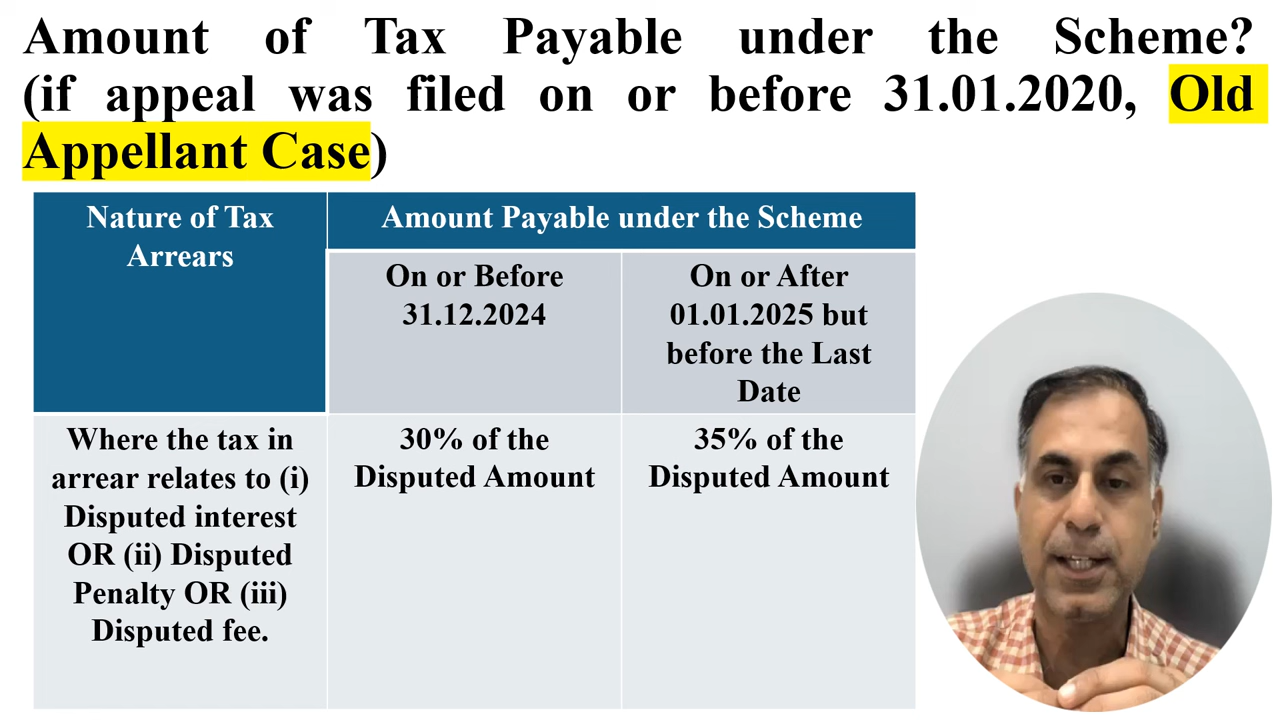 Amount of Tax Payable under the Scheme?
(if appeal was filed on or before 31.01.2020, Old
Appellant Case)
Nature of Tax
Arrears
Amount Payable under the Scheme
On or Before
31.12.2024
On or After
01.01.2025 but
before the Last
Date
Where the tax in
arrear relates to (i)
Disputed interest
OR (ii) Disputed
Penalty OR (iii)
Disputed fee.
30% of the
Disputed Amount
35% of the
Disputed Amount